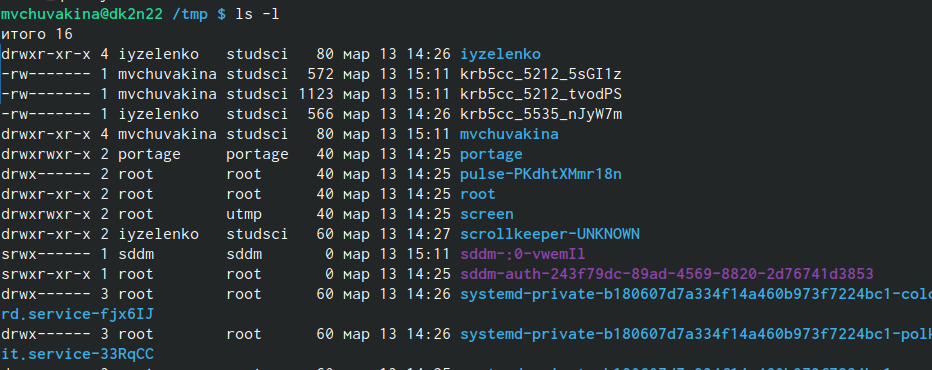 mvchuvakina@dk2n22 /tmp $ ls -l
итого 16
drwxr-xr-x 4 iyzelenko   studsci   80 мар 13 14:26 iyzelenko
-rw------- 1 mvchuvakina studsci  572 мар 13 15:11 krb5cc_5212_5sGI1z
-rw------- 1 mvchuvakina studsci 1123 мар 13 15:11 krb5cc_5212_tvodPS
-rw------- 1 iyzelenko   studsci  566 мар 13 14:26 krb5cc_5535_nJyW7m
drwxr-xr-x 4 mvchuvakina studsci   80 мар 13 15:11 mvchuvakina
drwxrwxr-x 2 portage     portage   40 мар 13 14:25 portage
drwx------ 2 root        root      40 мар 13 14:25 pulse-PKdhtXMmr18n
drwxr-xr-x 2 root        root      40 мар 13 14:25 root
drwxrwxr-x 2 root        utmp      40 мар 13 14:25 screen
drwxr-xr-x 2 iyzelenko   studsci   60 мар 13 14:27 scrollkeeper-UNKNOWN
srwx------ 1 sddm        sddm       0 мар 13 15:11 sddm-:0-vwemIl
srwxr-xr-x 1 root        root       0 мар 13 14:25 sddm-auth-243f79dc-89ad-4569-8820-2d76741d3853
drwx------ 3 root        root      60 мар 13 14:26 systemd-private-b180607d7a334f14a460b973f7224bc1-colo
rd.service-fjx6IJ
drwx------ 3 root        root      60 мар 13 14:26 systemd-private-b180607d7a334f14a460b973f7224bc1-polk
it.service-33RqCC